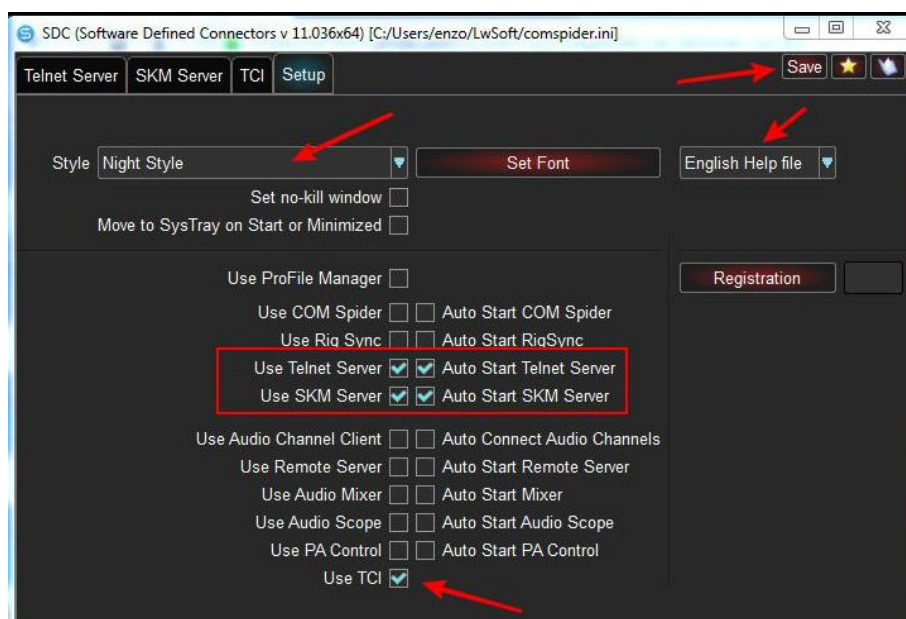 SDC (Software Defined Connectors v 11.036x64) [C:/Users/enzo/LwSoft/comspider.ini]
Telnet Server SKM Server TCI Setup Save
Style Night Style Set Font English Help file
Set no-kill window
Move to SysTray on Start or Minimized
Use ProFile Manager Registration
Use COM Spider Auto Start COM Spider
Use Rig Sync Auto Start RigSync
Use Telnet Server Auto Start Telnet Server
Use SKM Server Auto Start SKM Server
Use Audio Channel Client Auto Connect Audio Channels
Use Remote Server Auto Start Remote Server
Use Audio Mixer Auto Start Mixer
Use Audio Scope Auto Start Audio Scope
Use PA Control Auto Start PA Control
Use TCI